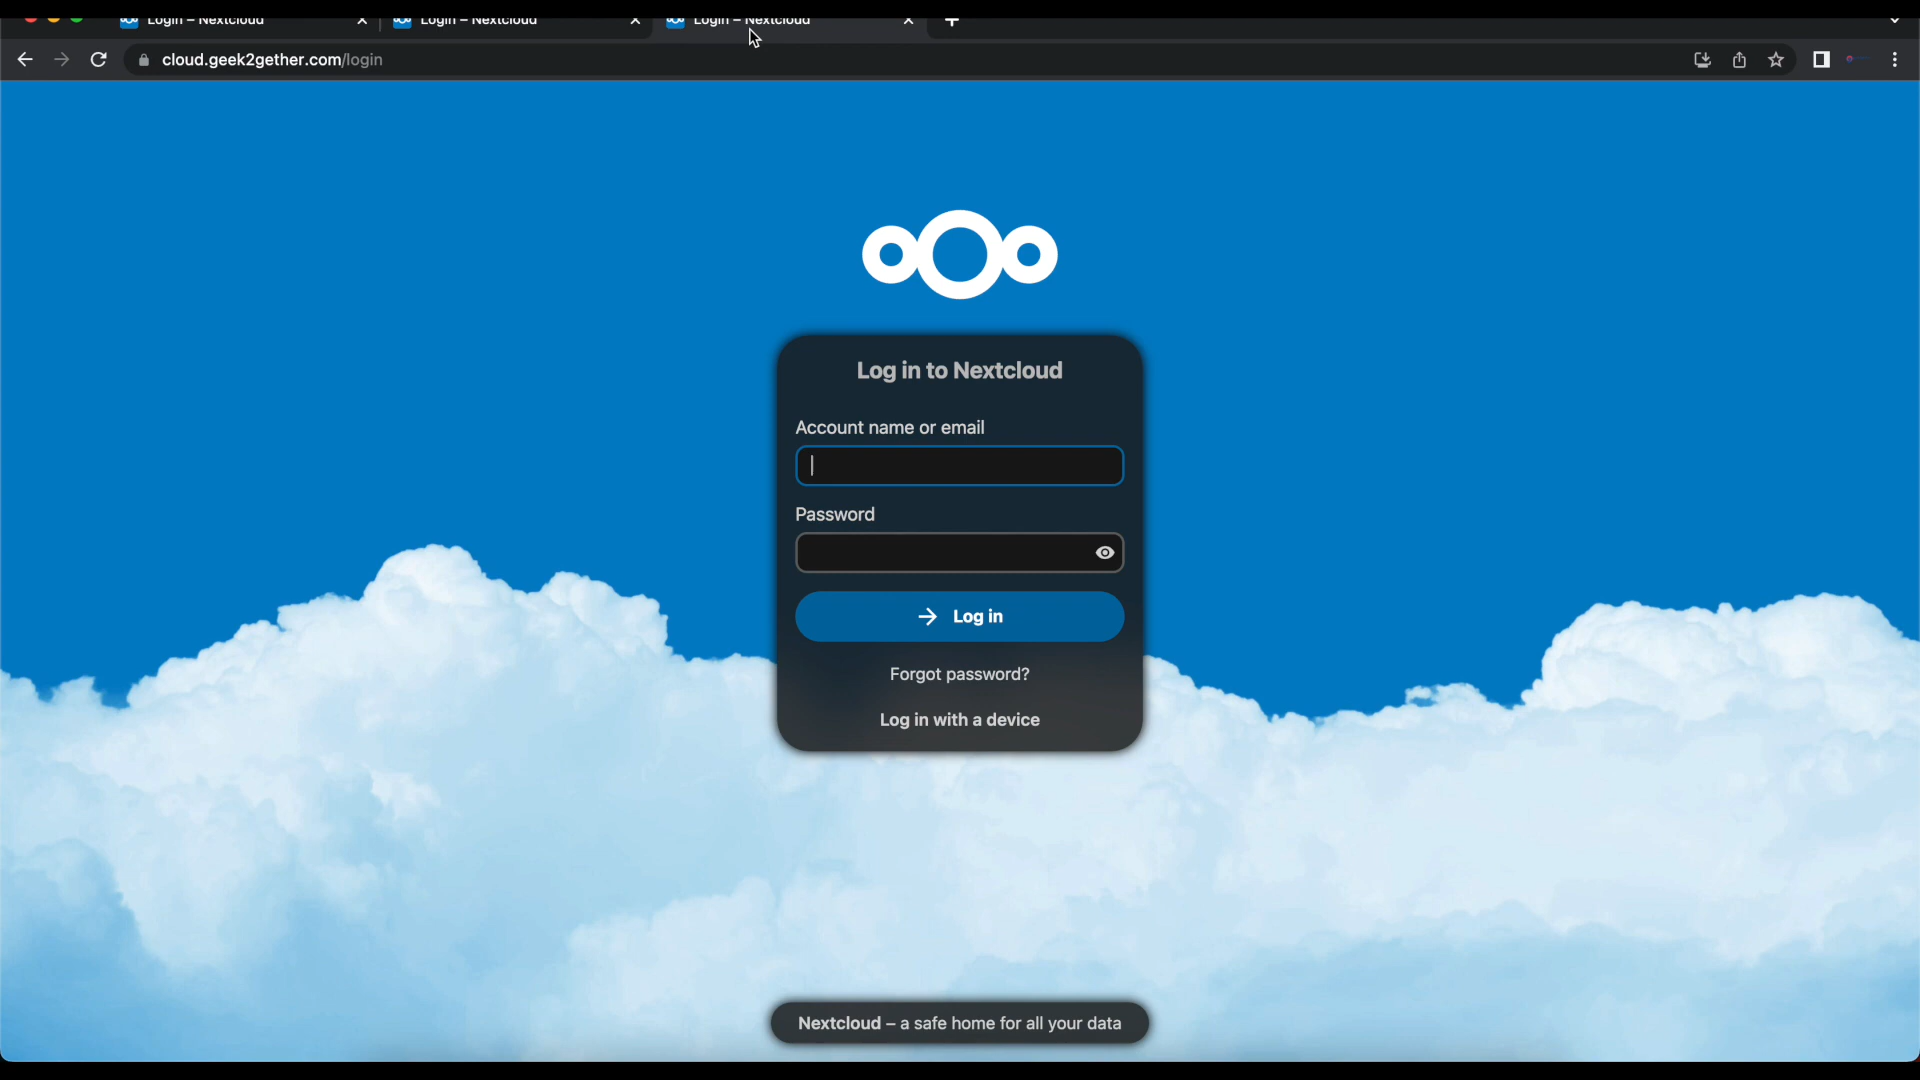 Login – Nextcloud
Login – Nextcloud
Login – Nextcloud
cloud.geek2gether.com/login
Log in to Nextcloud
Account name or email
Password
Log in
Forgot password?
Log in with a device
Nextcloud – a safe home for all your data